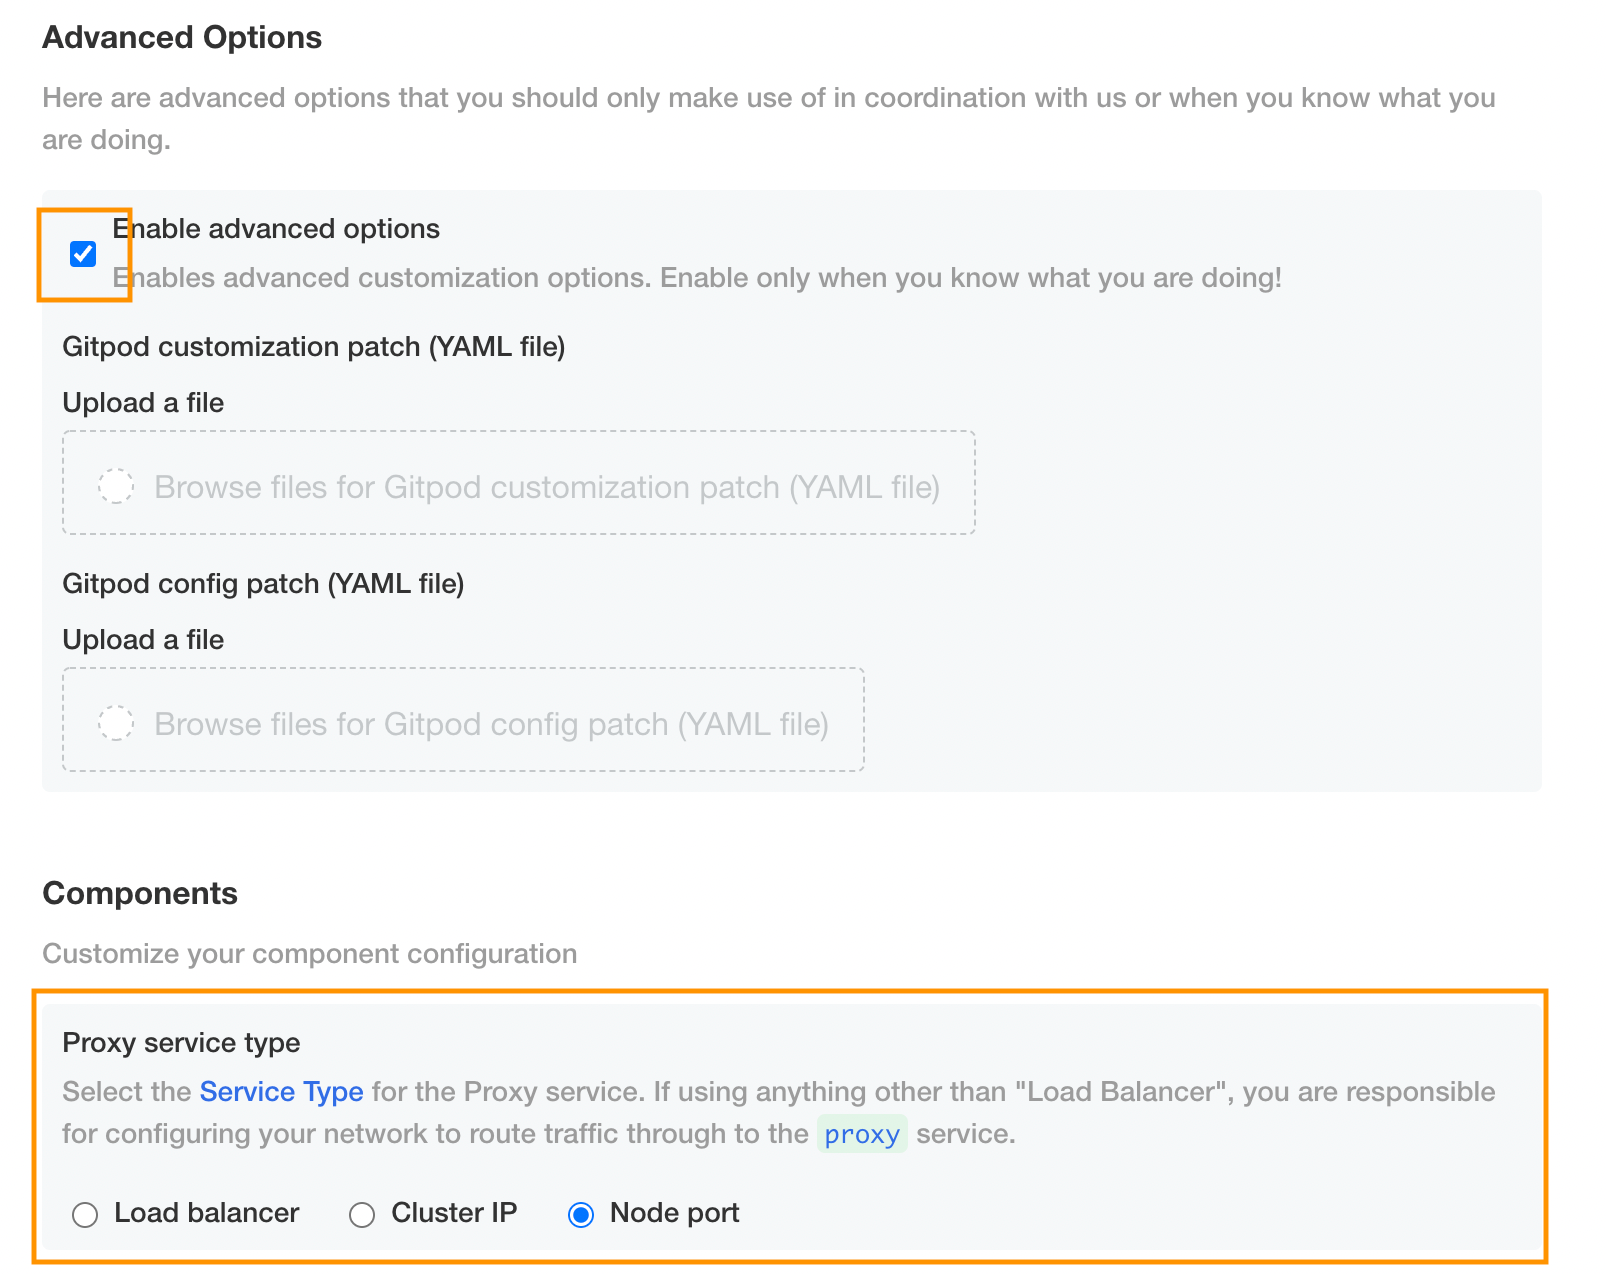 Advanced Options
Here are advanced options that you should only make use of in coordination with us or when you know what you
are doing.
Enable advanced options
Enables advanced customization options. Enable only when you know what you are doing!
Gitpod customization patch (YAML file)
Upload a file
Browse files for Gitpod customization patch (YAML file)
Gitpod config patch (YAML file)
Upload a file
Browse files for Gitpod config patch (YAML file)
Components
Customize your component configuration
Proxy service type
Select the Service Type for the Proxy service. If using anything other than "Load Balancer", you are responsible
for configuring your network to route traffic through to the proxy service.
Load balancer Cluster IP Node port